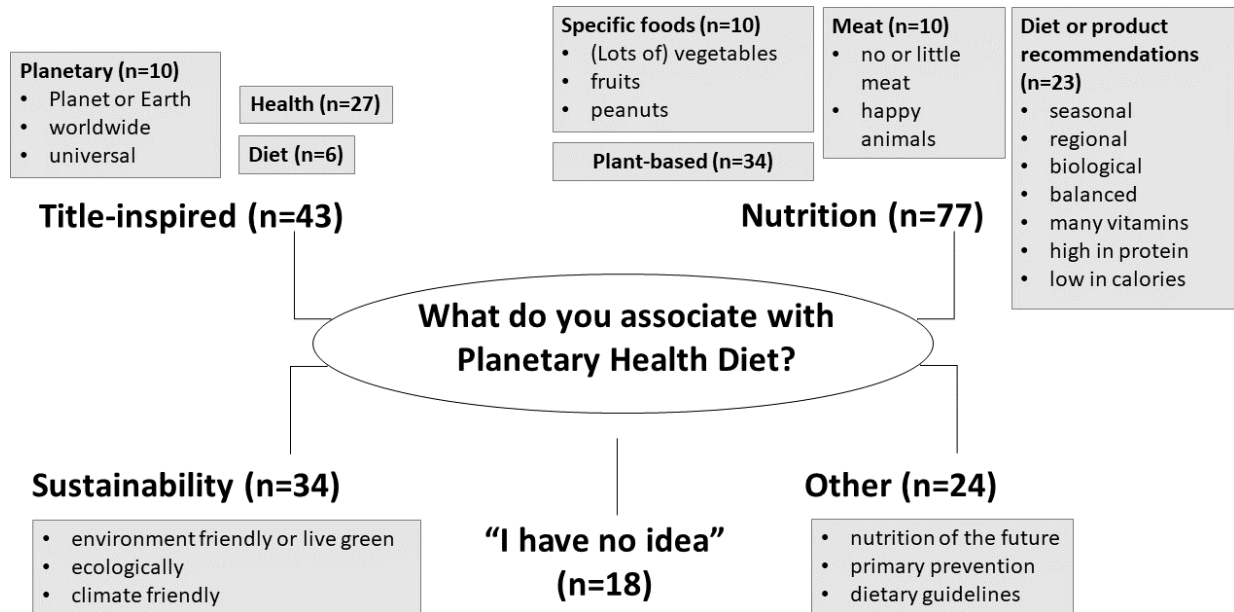 Planetary (n=10)
• Planet or Earth
• worldwide
• universal
Health (n=27)
Diet (n=6)
Title-inspired (n=43)
Specific foods (n=10)
• (Lots of) vegetables
• fruits
• peanuts
Plant-based (n=34)
Meat (n=10)
• no or little
meat
• happy
animals
Diet or product
recommendations
(n=23)
• seasonal
• regional
• biological
• balanced
• many vitamins
• high in protein
• low in calories
Nutrition (n=77)
What do you associate with
Planetary Health Diet?
Sustainability (n=34)
• environment friendly or live green
• ecologically
• climate friendly
“I have no idea”
(n=18)
Other (n=24)
• nutrition of the future
• primary prevention
• dietary guidelines